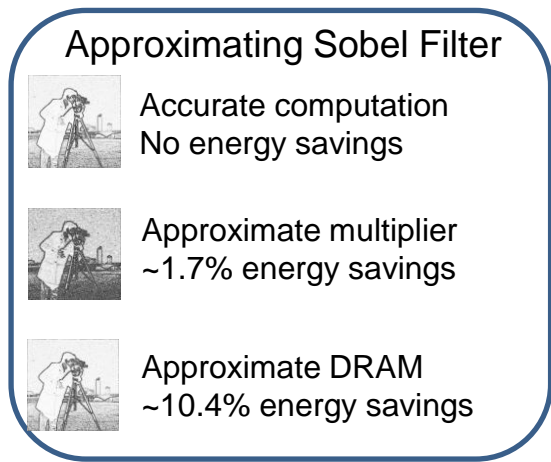 Approximating Sobel Filter
Accurate computation
No energy savings
Approximate multiplier
~1.7% energy savings
Approximate DRAM
~10.4% energy savings